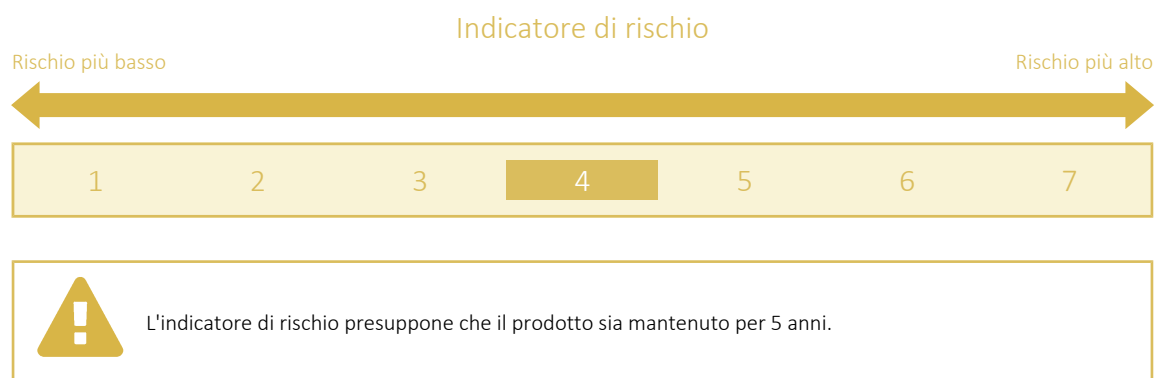 Indicatore di rischio
Rischio più basso Rischio più alto
1 2 3 4 5 6 7
L'indicatore di rischio presuppone che il prodotto sia mantenuto per 5 anni.